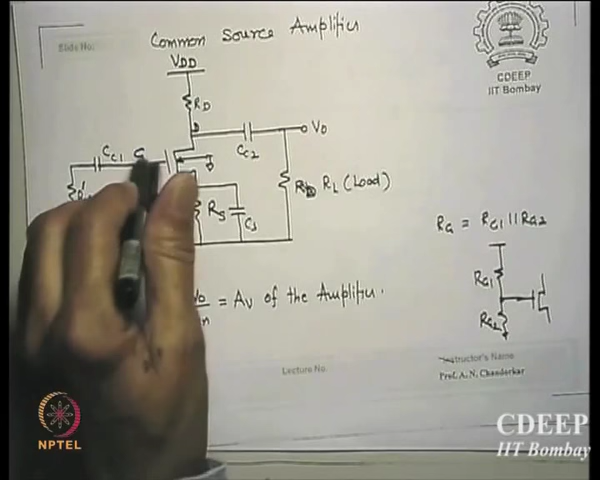 Slide No:
Common Source Amplifier
CDEEP
IIT Bombay
VDD
RD
D
VO
CC2
CC1
G
RL (Load)
RS
CS
RG = RG1 || RG2
RG1
RG2
= AV of the Amplifier.
Lecture No.
Instructor's Name
Prof. A. N. Chandorkar
NPTEL
CDEEP
IIT Bombay